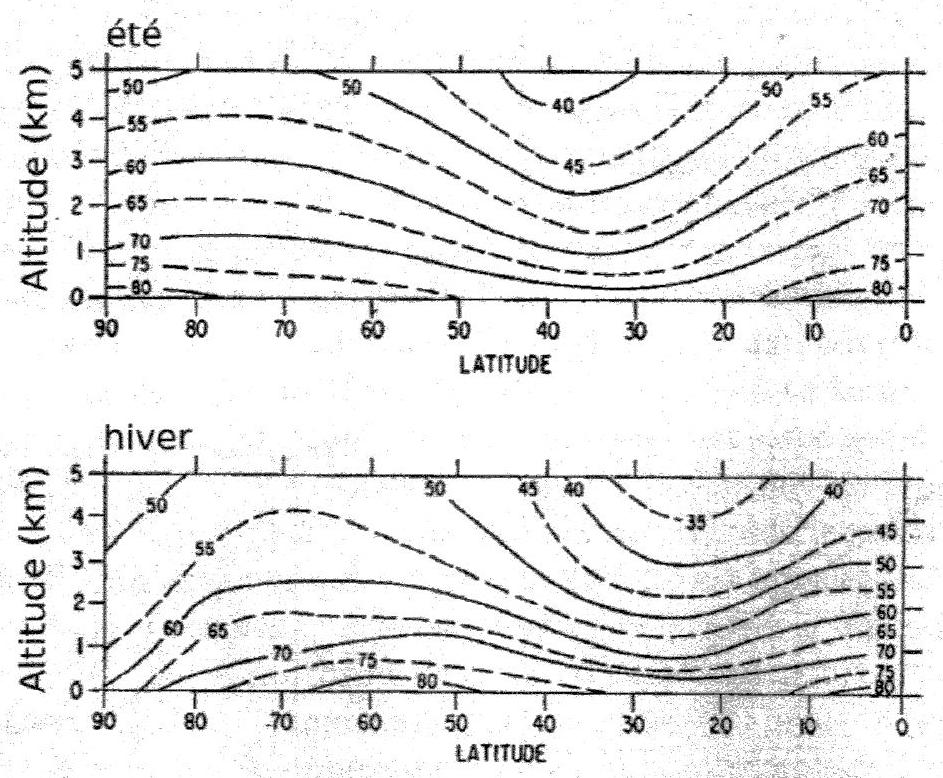 été
Altitude (km)
5
4
3
2
1
0
50 50 40 50 55
55 45 60
60 65
65 70
70
75 75
80 80
90 80 70 60 50 40 30 20 10 0
LATITUDE
hiver
Altitude (km)
5
4
3
2
1
0
50 50 45 40 35 40
55 45
50
55
60 65 60
65
70 70
75 75
80 80
90 80 70 60 50 40 30 20 10 0
LATITUDE